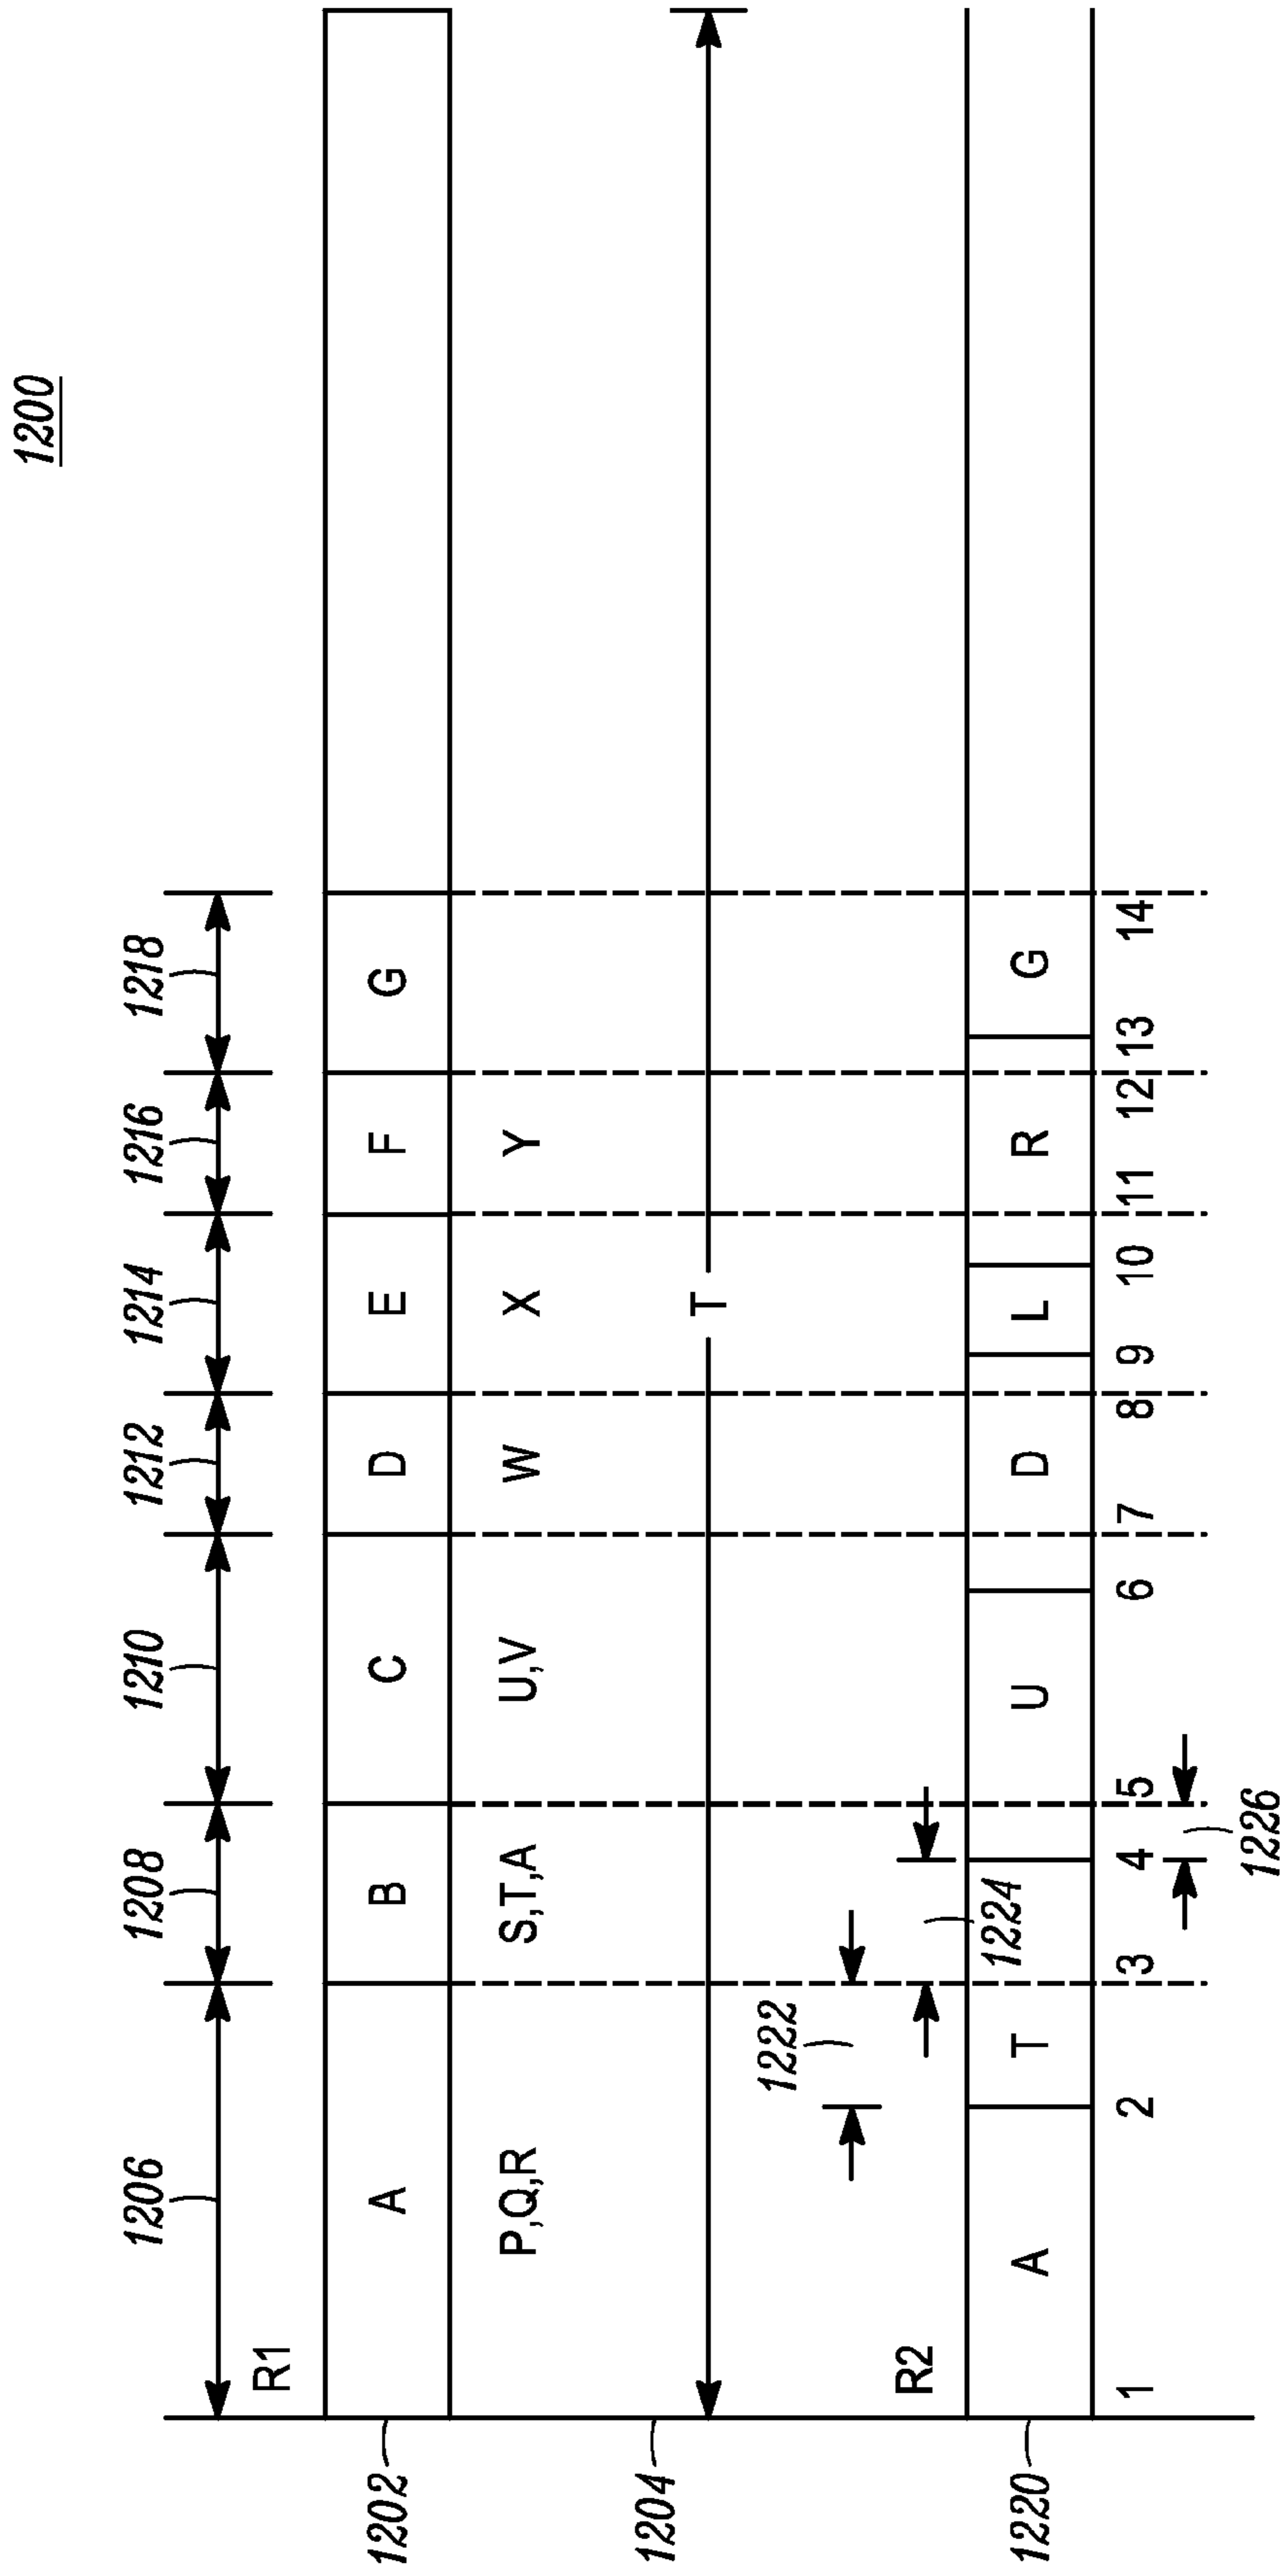 1200
1206 1208 1210 1212 1214 1216 1218
R1
1202 A B C D E F G
P,Q,R S,T,A U,V W X Y
1204
T
1222
R2
1224
1220 A T U D L R G
1 2 3 4 5 6 7 8 9 10 11 12 13 14
1226